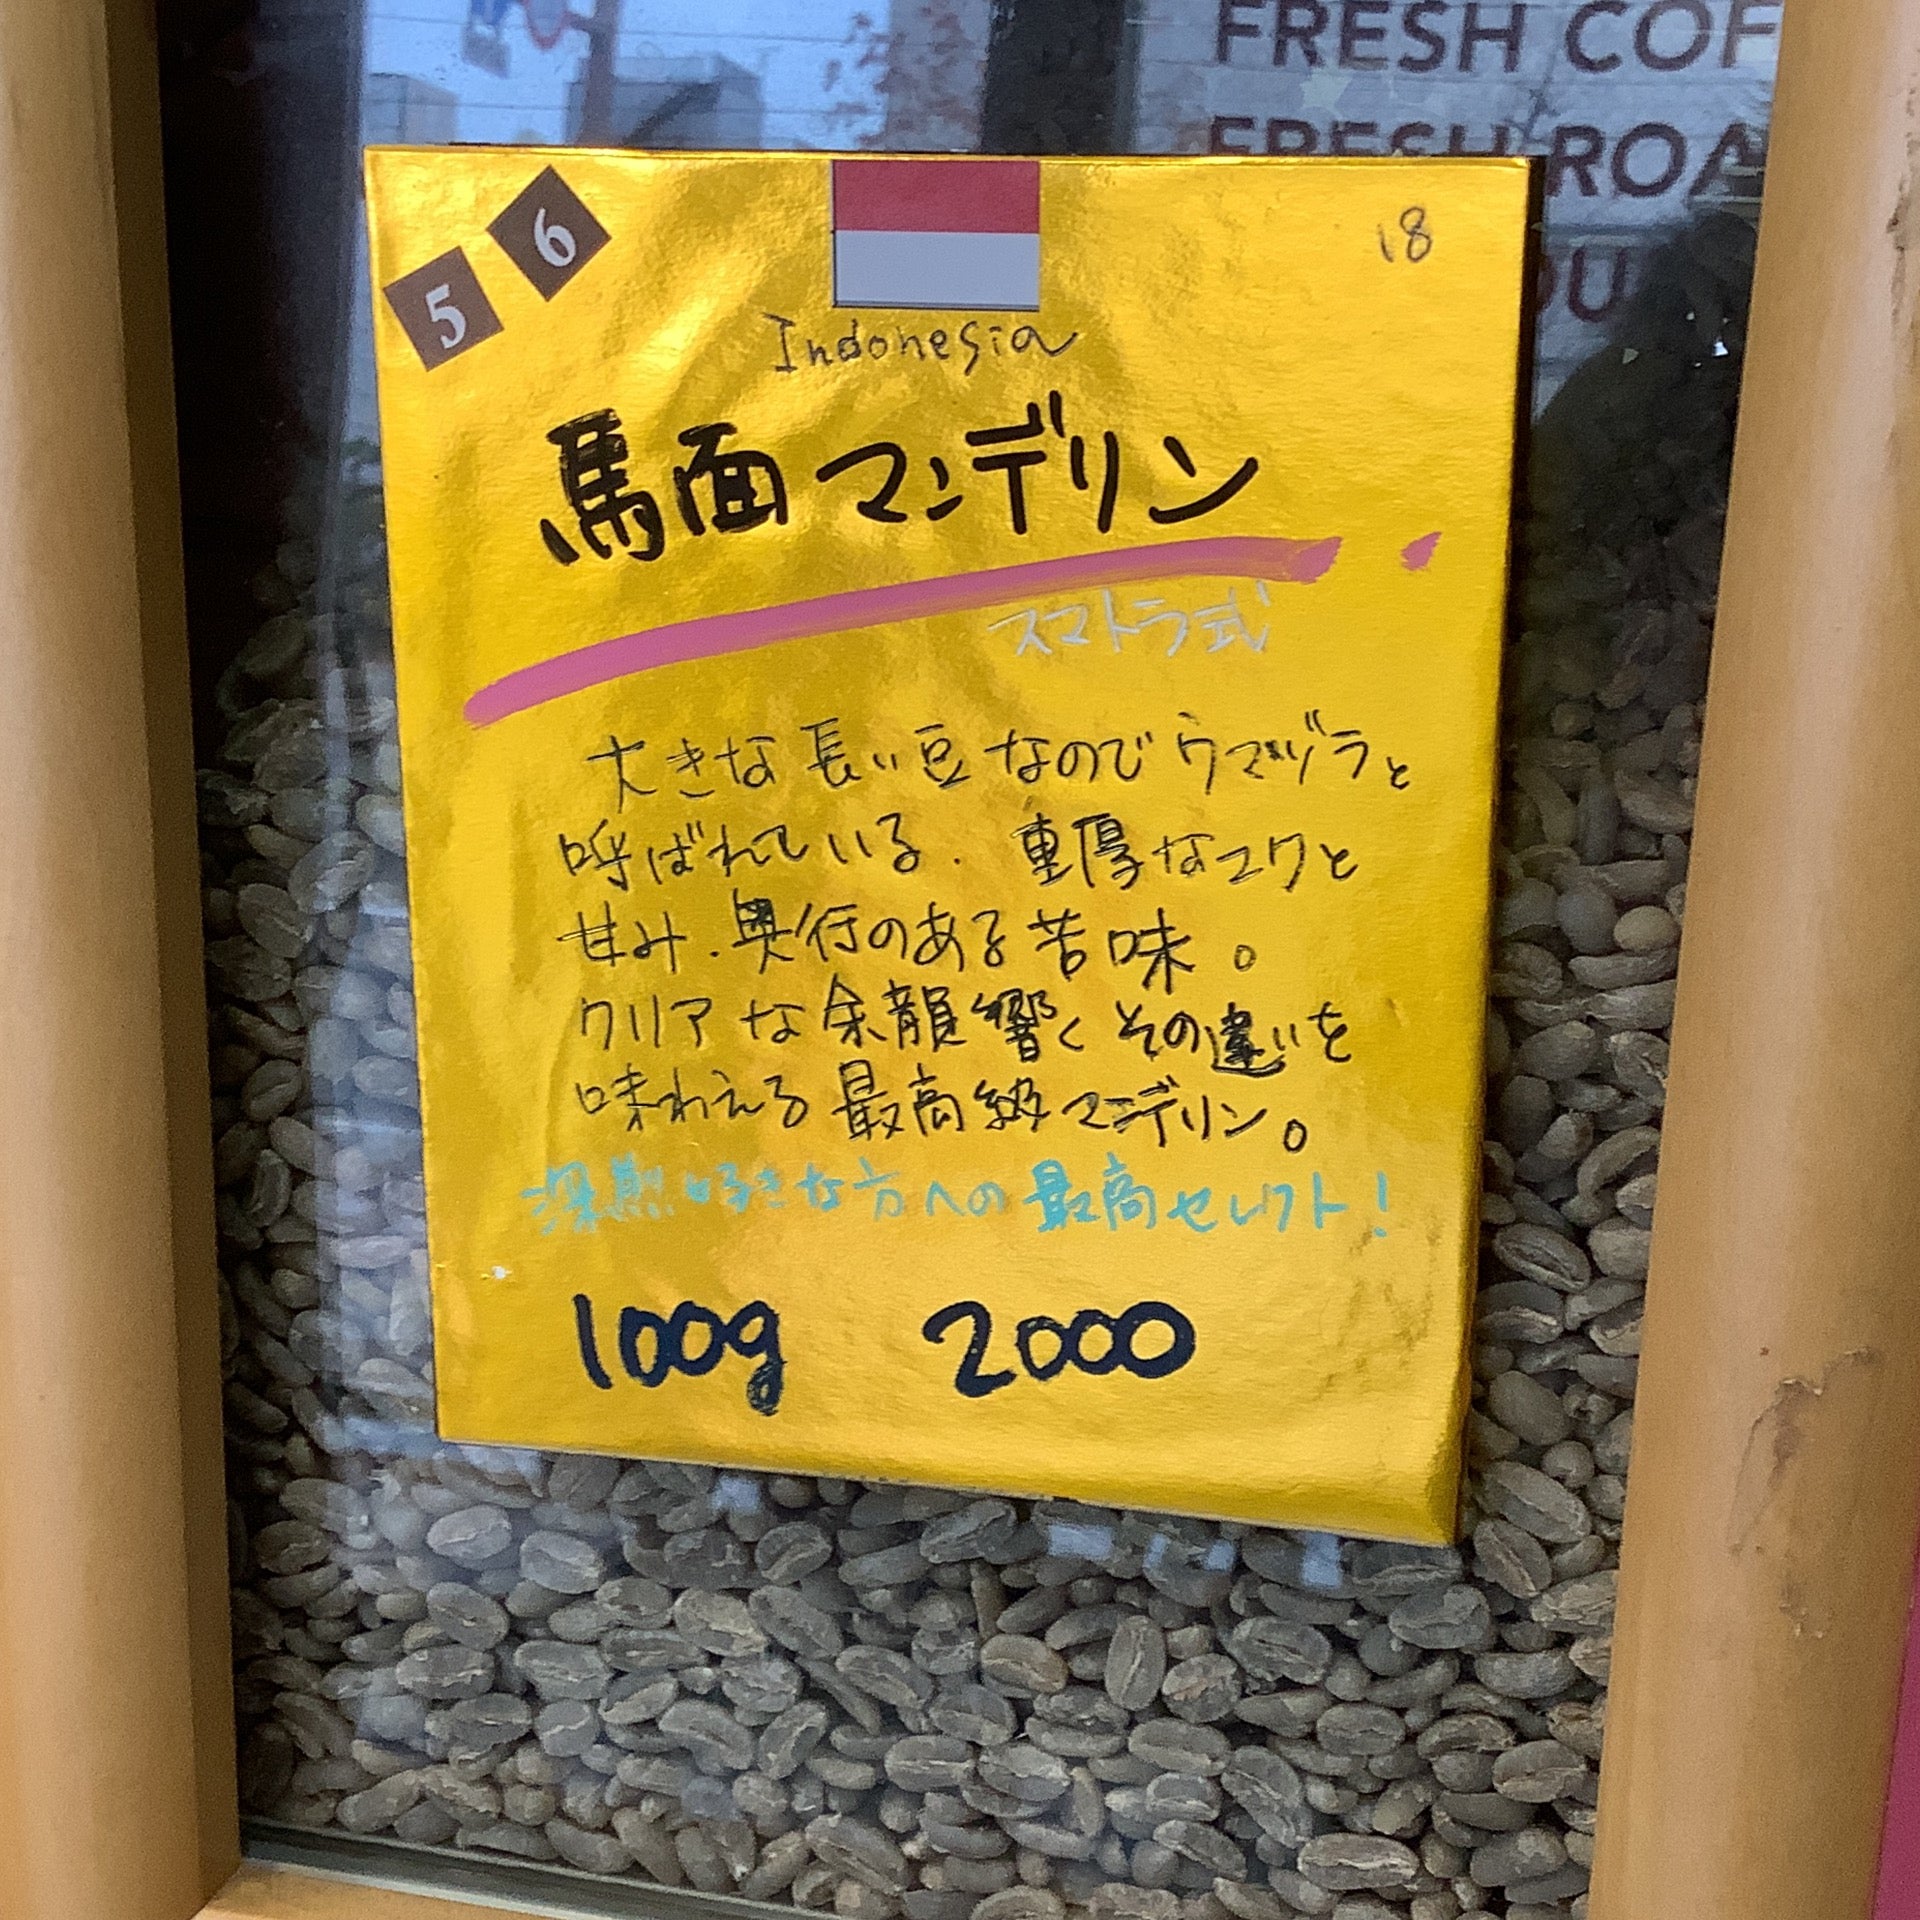 FRESH COF
FRESH ROA
OU
5 6
18
Indonesia
馬面マンデリン
スマトラ式
大きな長い豆なのでウマヅラと
呼ばれている. 重厚なコクと
甘み.奥行のある苦味。
クリアな余韻響くその違いを
味わえる最高級マンデリン。
深煎好きな方への最高セレクト!
100g 2000